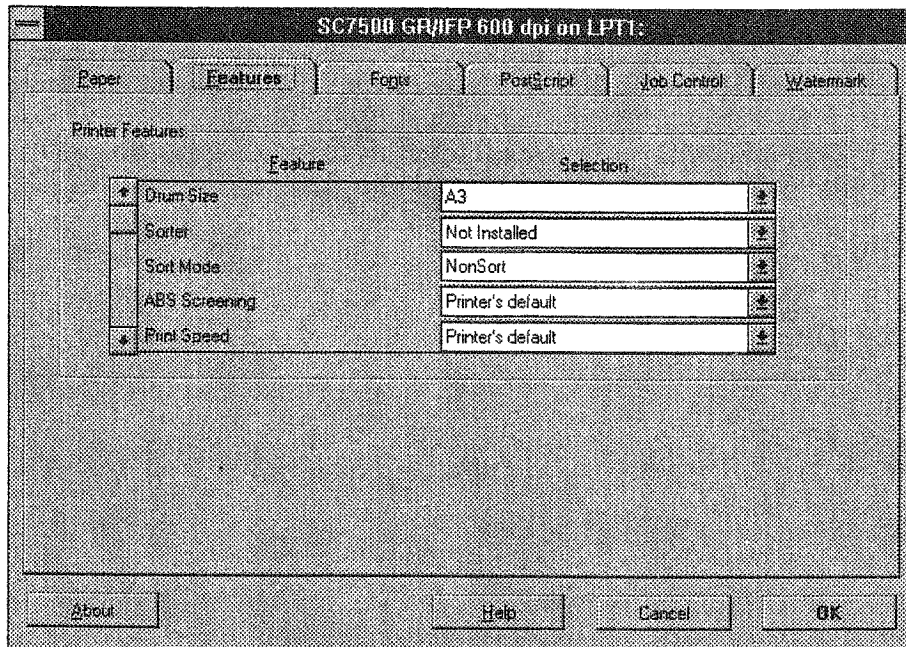 SC7500 GR/IFP 600 dpi on LPT1:
Paper Features Fonts PostScript Job Control Watermark
Printer Features
Feature Selection
Drum Size A3
Sorter Not Installed
Sort Mode NonSort
ABS Screening Printer's default
Print Speed Printer's default
About Help Cancel OK